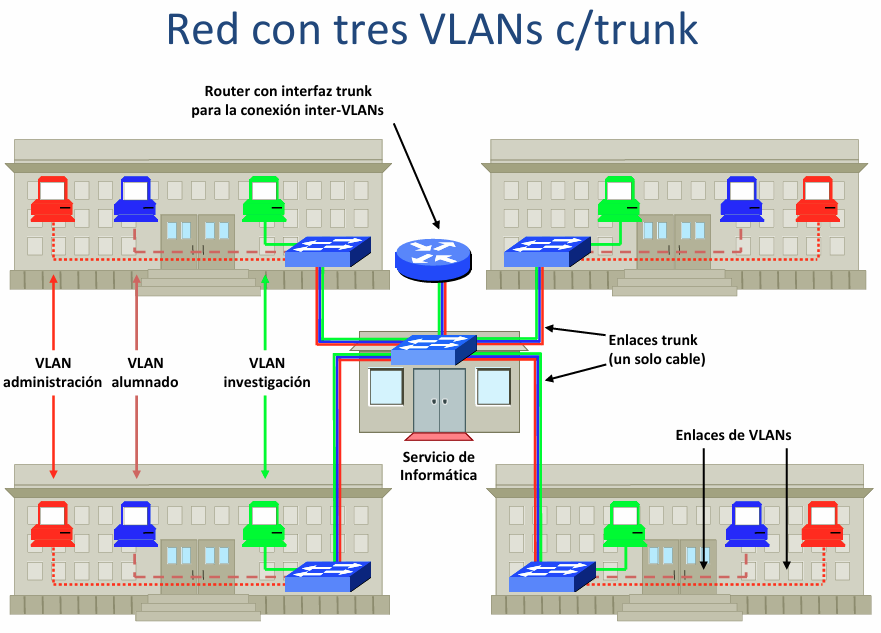 Red con tres VLANs c/trunk
Router con interfaz trunk
para la conexión inter-VLANs
Enlaces trunk
(un solo cable)
VLAN
administración
VLAN
alumnado
VLAN
investigación
Enlaces de VLANs
Servicio de
Informática